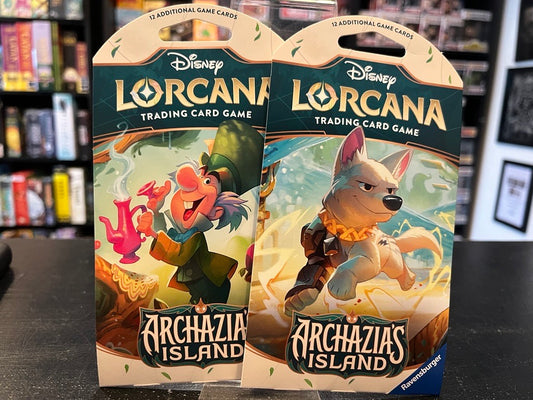 12 ADDITIONAL GAME CARDS
Disney
LORCANA
TRADING CARD GAME
ARCHAZIA'S
ISLAND
12 ADDITIONAL GAME CARDS
Disney
LORCANA
TRADING CARD GAME
ARCHAZIA'S
ISLAND
Ravensburger